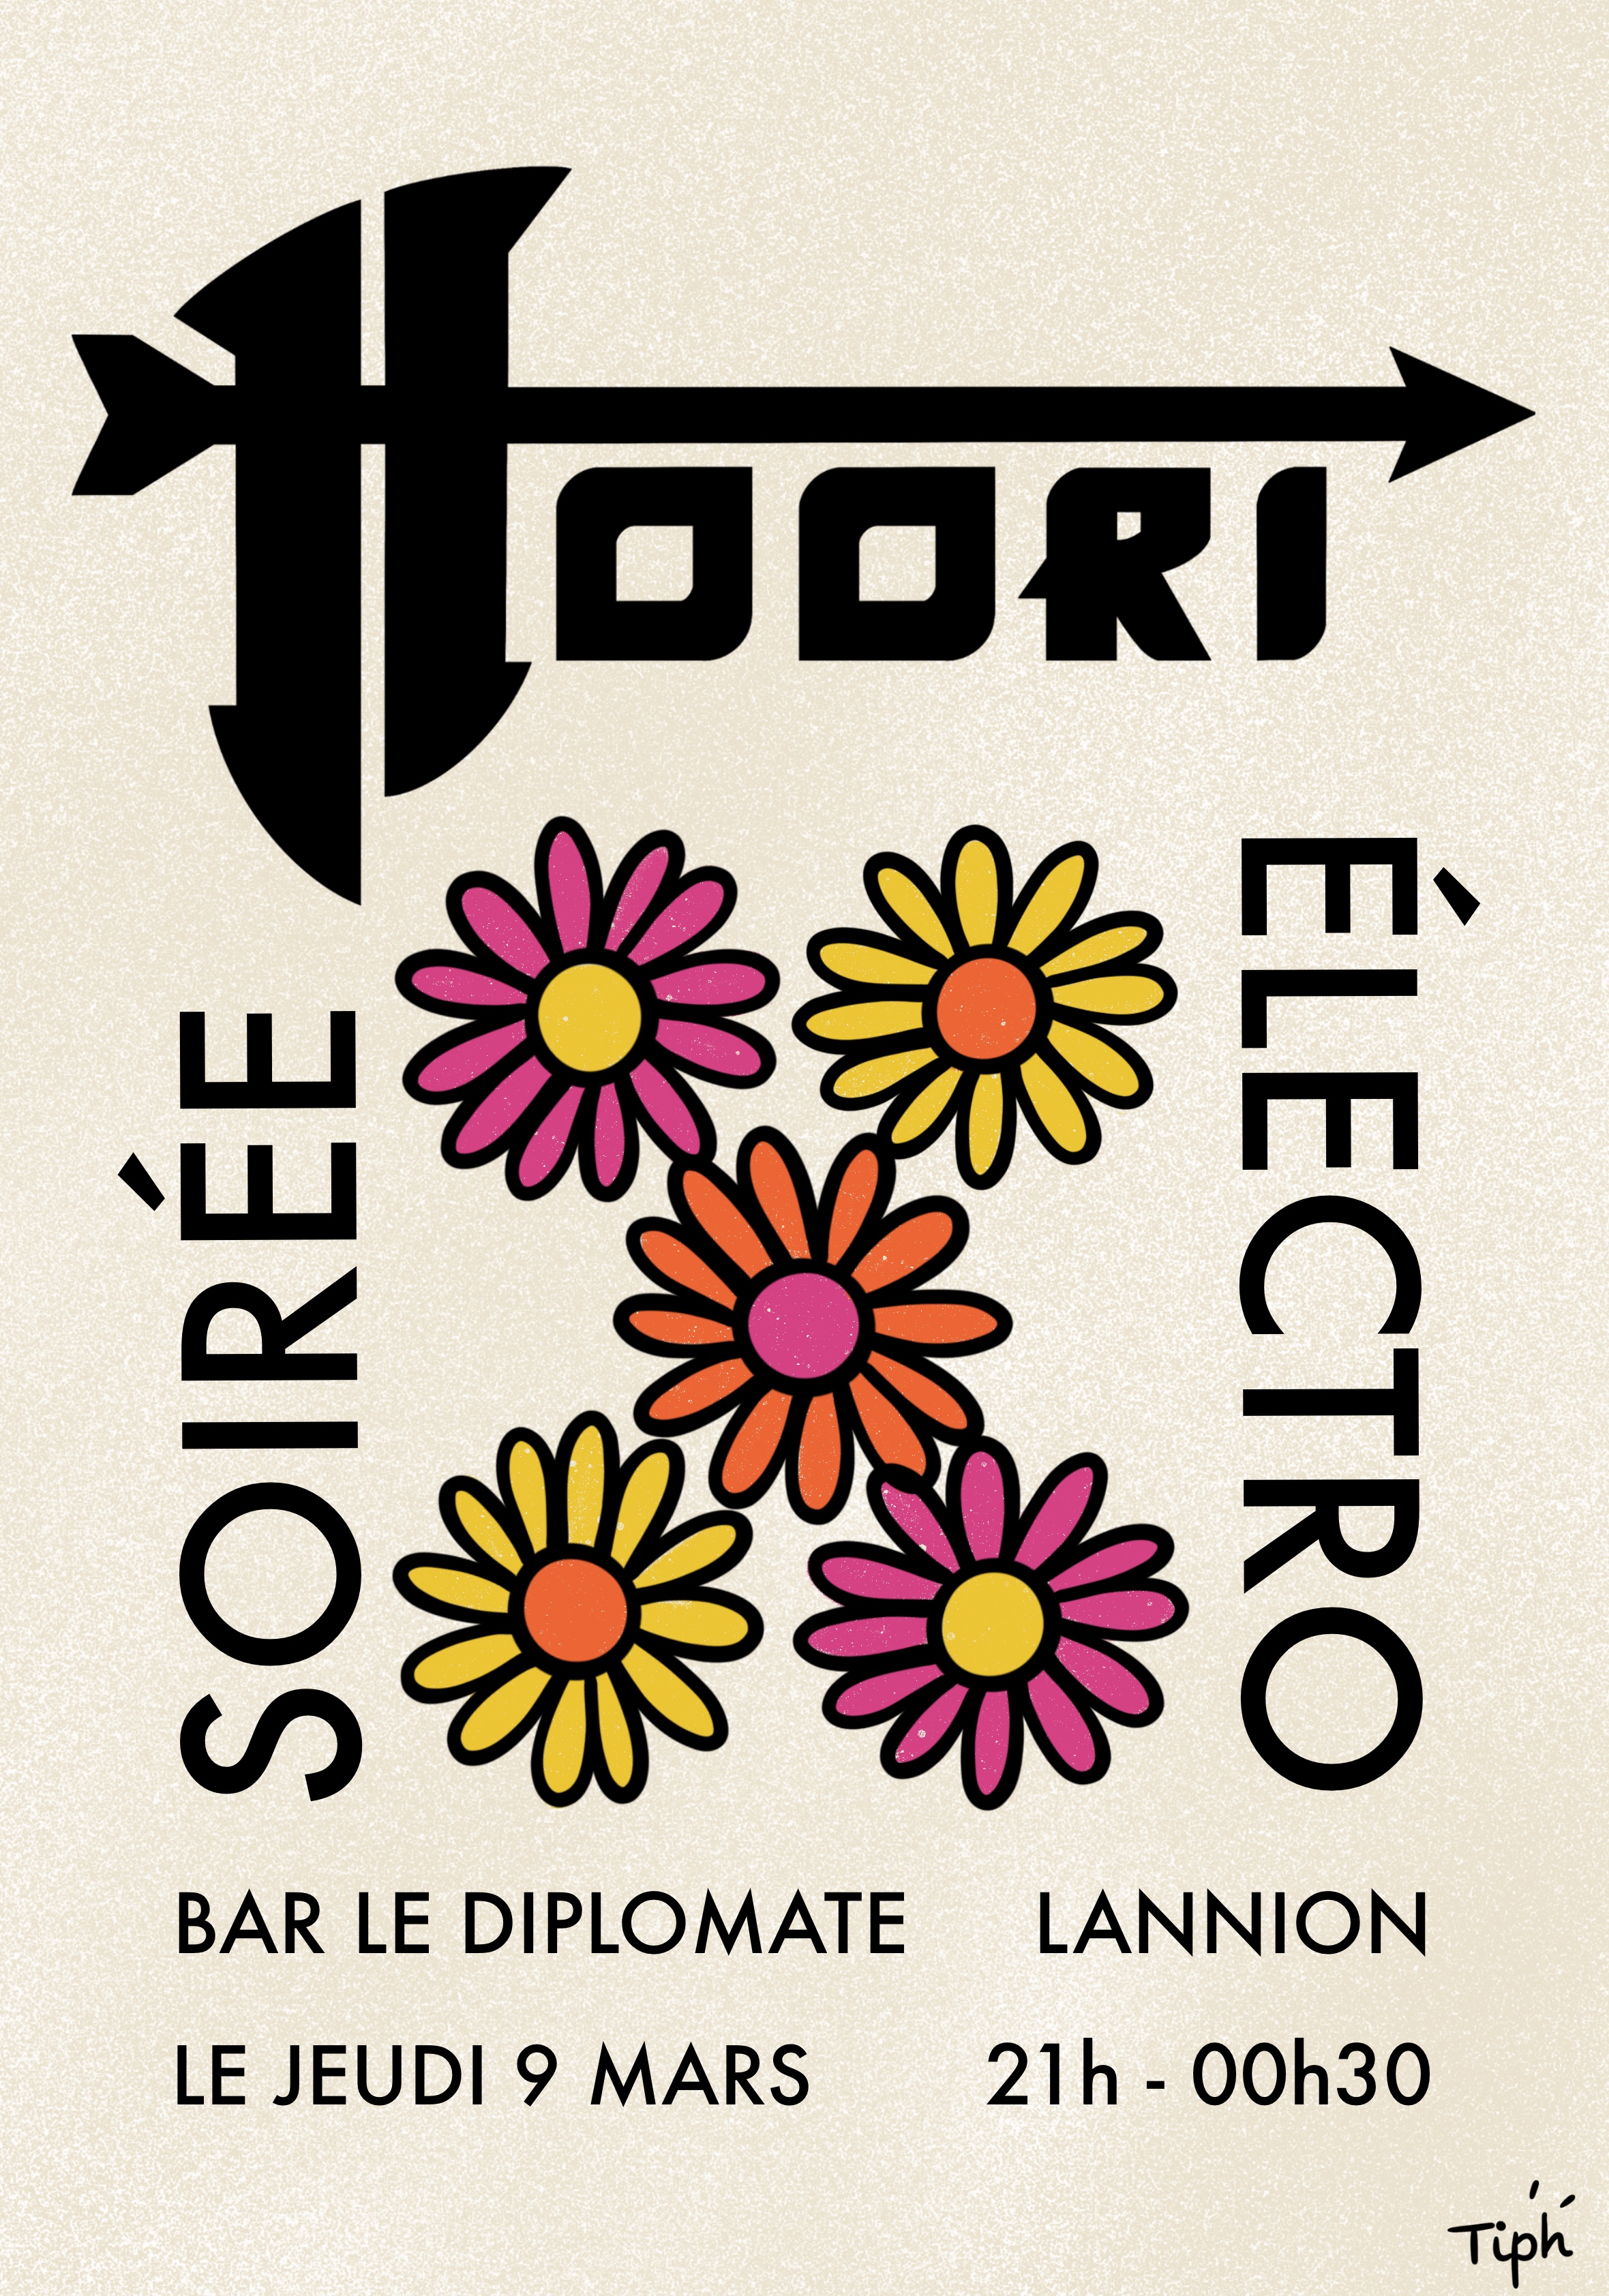 HOORI
SOIRÉE
ÉLECTRO
BAR LE DIPLOMATE LANNION
LE JEUDI 9 MARS 21h - 00h30
Tiph